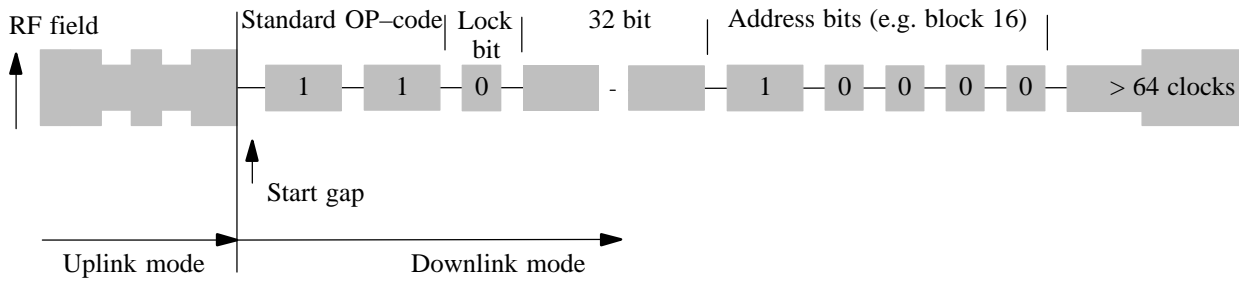 RF field
Standard OP–code
Lock
bit
32 bit
Address bits (e.g. block 16)
1 1 0 - 1 0 0 0 0 > 64 clocks
Start gap
Uplink mode
Downlink mode